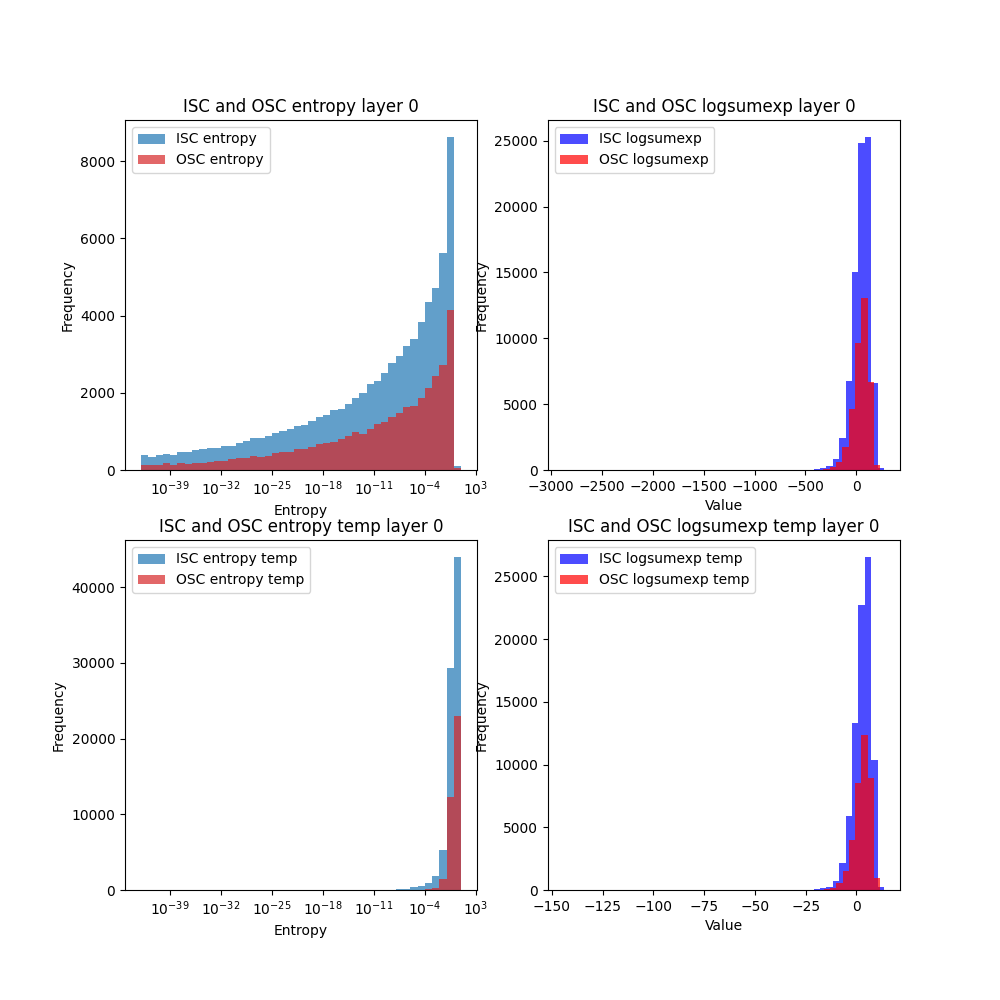 ISC and OSC entropy layer 0
ISC entropy
OSC entropy
8000
6000
4000
2000
0
Frequency
10⁻³⁹ 10⁻³² 10⁻²⁵ 10⁻¹⁸ 10⁻¹¹ 10⁻⁴ 10³
Entropy
ISC and OSC logsumexp layer 0
ISC logsumexp
OSC logsumexp
25000
20000
15000
10000
5000
0
Frequency
−3000 −2500 −2000 −1500 −1000 −500 0
Value
ISC and OSC entropy temp layer 0
ISC entropy temp
OSC entropy temp
40000
30000
20000
10000
0
Frequency
10⁻³⁹ 10⁻³² 10⁻²⁵ 10⁻¹⁸ 10⁻¹¹ 10⁻⁴ 10³
Entropy
ISC and OSC logsumexp temp layer 0
ISC logsumexp temp
OSC logsumexp temp
25000
20000
15000
10000
5000
0
Frequency
−150 −125 −100 −75 −50 −25 0
Value